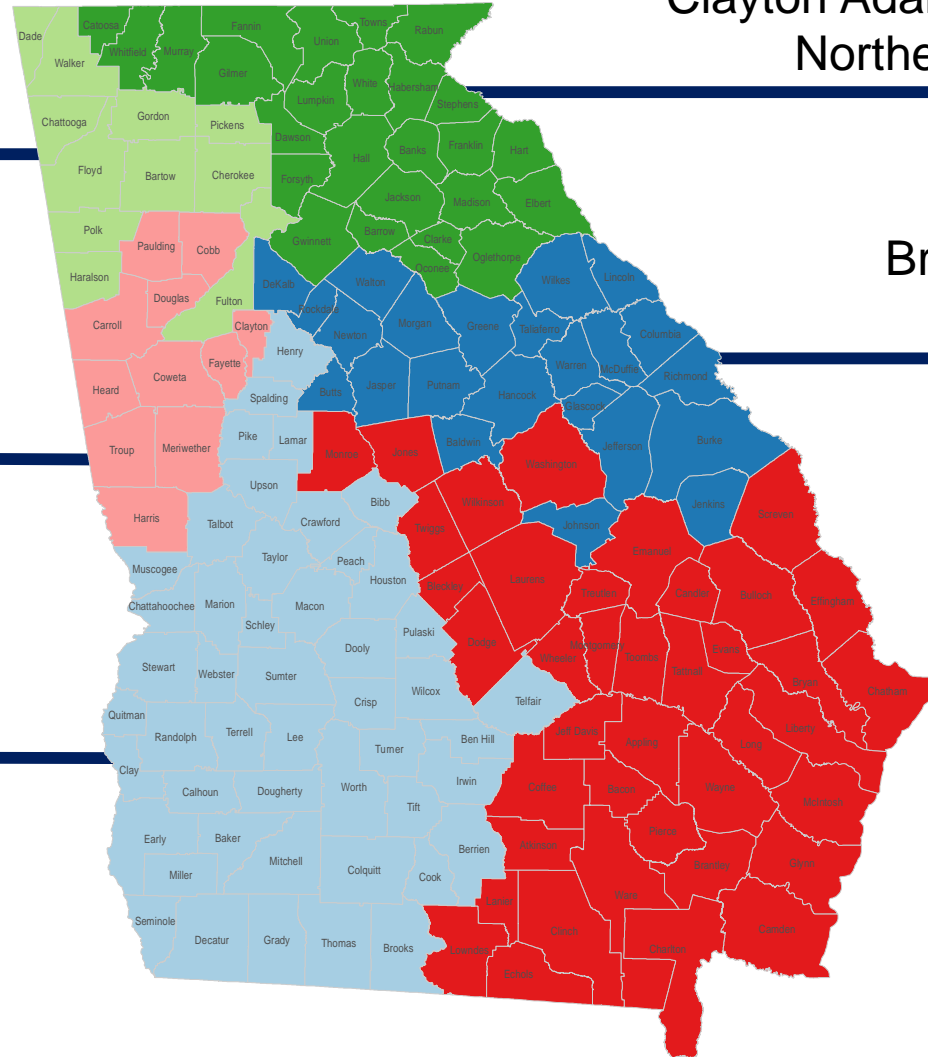 Clayton Ada
Northe
Br
Dade
Catoosa
Fannin
Towns
Rabun
Union
Walker
Whitfield
Murray
Gilmer
White
Habersham
Lumpkin
Stephens
Chattooga
Gordon
Pickens
Dawson
Hall
Banks
Franklin
Hart
Floyd
Bartow
Cherokee
Forsyth
Jackson
Madison
Elbert
Polk
Paulding
Cobb
Gwinnett
Barrow
Clarke
Oconee
Oglethorpe
Haralson
Douglas
Fulton
DeKalb
Walton
Wilkes
Lincoln
Carroll
Clayton
Rockdale
Newton
Morgan
Greene
Taliaferro
Columbia
Henry
Fayette
Coweta
Heard
Spalding
Butts
Jasper
Putnam
Hancock
Warren
McDuffie
Richmond
Glascock
Troup
Meriwether
Pike
Lamar
Monroe
Jones
Baldwin
Washington
Jefferson
Burke
Upson
Bibb
Wilkinson
Jenkins
Screven
Harris
Talbot
Crawford
Twiggs
Johnson
Emanuel
Muscogee
Taylor
Peach
Houston
Bleckley
Laurens
Treutlen
Candler
Bulloch
Effingham
Chattahoochee
Marion
Macon
Schley
Pulaski
Dodge
Wheeler
Montgomery
Toombs
Tattnall
Evans
Bryan
Chatham
Stewart
Webster
Sumter
Dooly
Crisp
Wilcox
Telfair
Quitman
Randolph
Terrell
Lee
Turner
Ben Hill
Jeff Davis
Appling
Long
Liberty
Clay
Calhoun
Dougherty
Worth
Tift
Irwin
Coffee
Bacon
Wayne
McIntosh
Early
Baker
Mitchell
Colquitt
Cook
Berrien
Atkinson
Pierce
Brantley
Glynn
Miller
Seminole
Decatur
Grady
Thomas
Brooks
Lanier
Lowndes
Clinch
Echols
Ware
Charlton
Camden